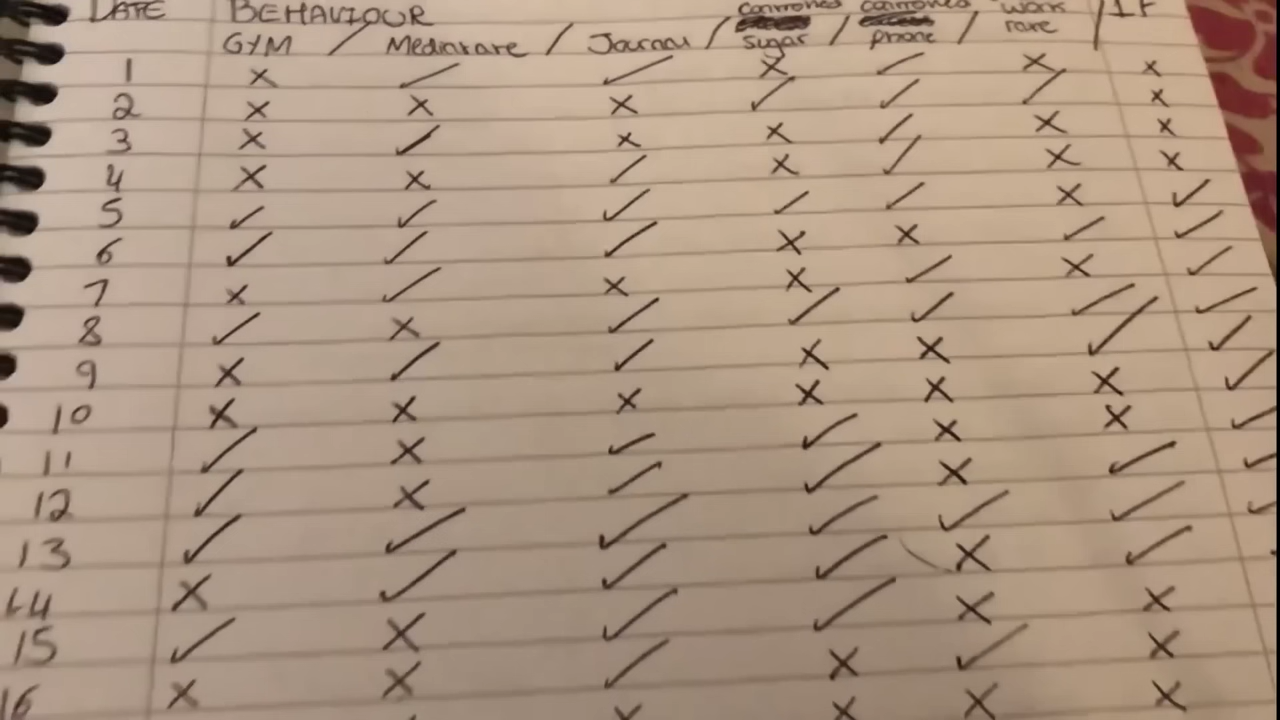 DATE BEHAVIOUR
GYM / Meditate / Journal / controlled sugar / controlled phone / work rate / IF
1 x ✓ ✓ x ✓ x x
2 x x x ✓ ✓ ✓ x
3 x ✓ x x ✓ x x
4 x x ✓ x ✓ x x
5 ✓ ✓ ✓ ✓ ✓ x ✓
6 ✓ ✓ ✓ x x ✓ ✓
7 x ✓ x x ✓ x ✓
8 ✓ x ✓ ✓ ✓ ✓ ✓
9 x ✓ ✓ x x ✓ ✓
10 x x x x x x ✓
11 ✓ x ✓ ✓ x x ✓
12 ✓ x ✓ ✓ x ✓ ✓
13 ✓ ✓ ✓ ✓ ✓ ✓ ✓
14 x ✓ ✓ ✓ x ✓
15 ✓ x ✓ ✓ x x
16 x x ✓ x ✓ x
x x x x